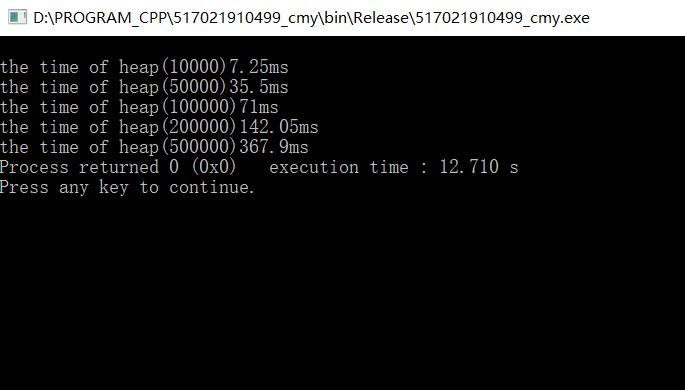 D:\PROGRAM_CPP\517021910499_cmy\bin\Release\517021910499_cmy.exe
the time of heap(10000)7.25ms
the time of heap(50000)35.5ms
the time of heap(100000)71ms
the time of heap(200000)142.05ms
the time of heap(500000)367.9ms
Process returned 0 (0x0)   execution time : 12.710 s
Press any key to continue.